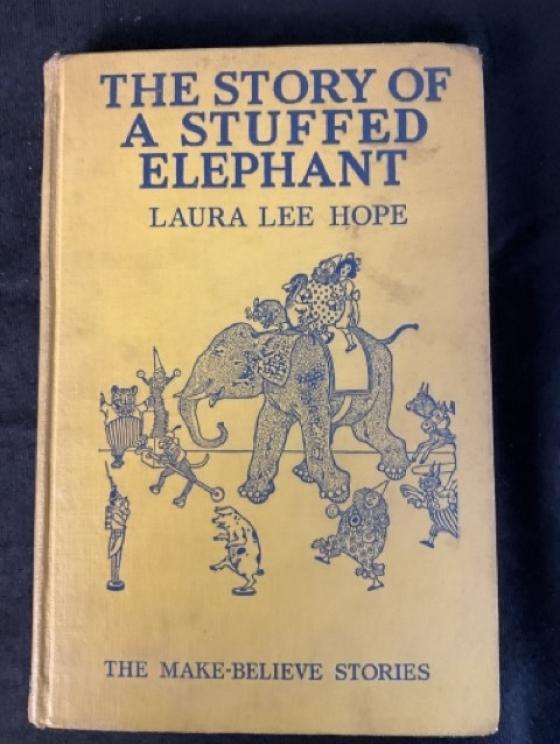 THE STORY OF
A STUFFED
ELEPHANT
LAURA LEE HOPE
THE MAKE-BELIEVE STORIES